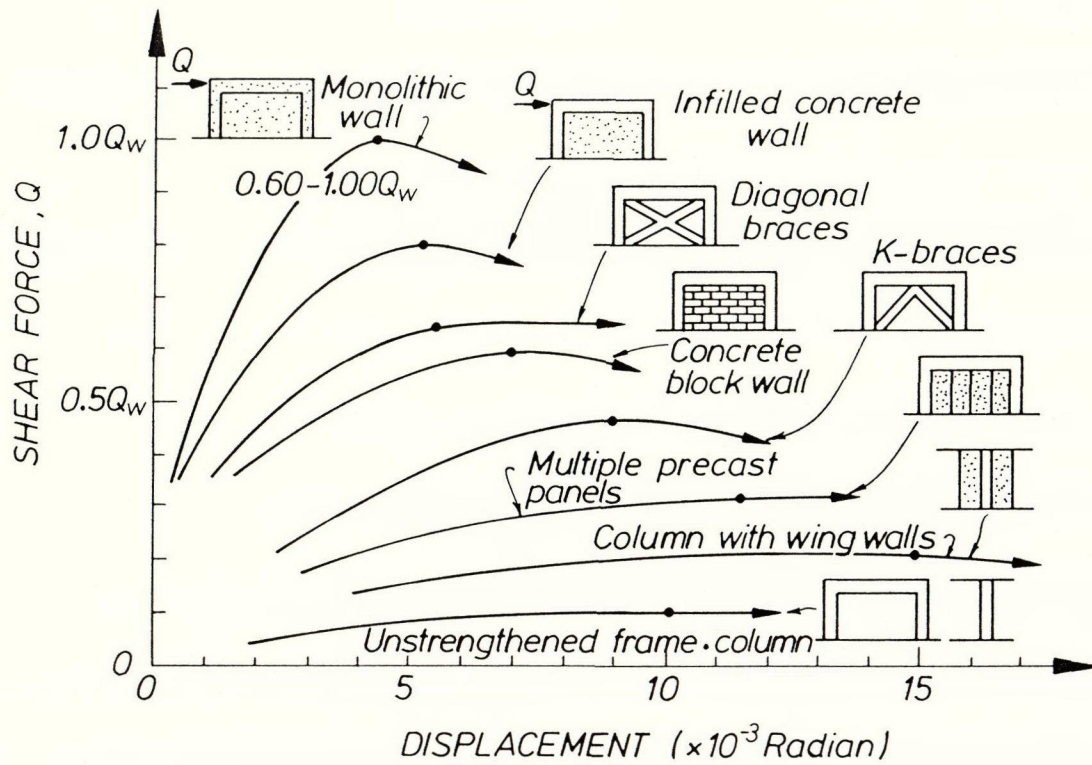 Q
Monolithic
wall
Q
Infilled concrete
wall
1.0Qw
0.60-1.00Qw
Diagonal
braces
K-braces
SHEAR FORCE, Q
0.5Qw
Concrete
block wall
Multiple precast
panels
Column with wing walls
Unstrengthened frame·column
0
0
5
10
15
DISPLACEMENT (×10⁻³ Radian)